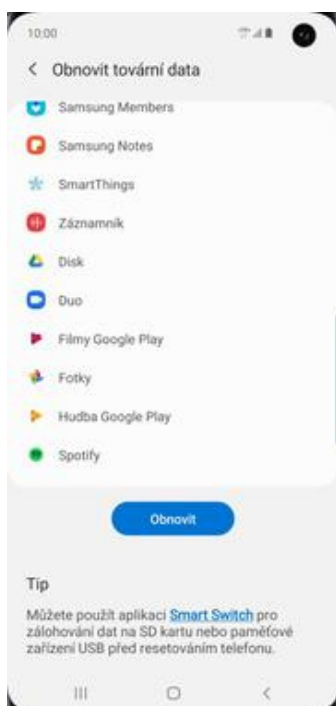 10:00
Obnovit tovární data
Samsung Members
Samsung Notes
SmartThings
Záznamník
Disk
Duo
Filmy Google Play
Fotky
Hudba Google Play
Spotify
Obnovit
Tip
Můžete použít aplikaci Smart Switch pro
zálohování dat na SD kartu nebo paměťové
zařízení USB před resetováním telefonu.